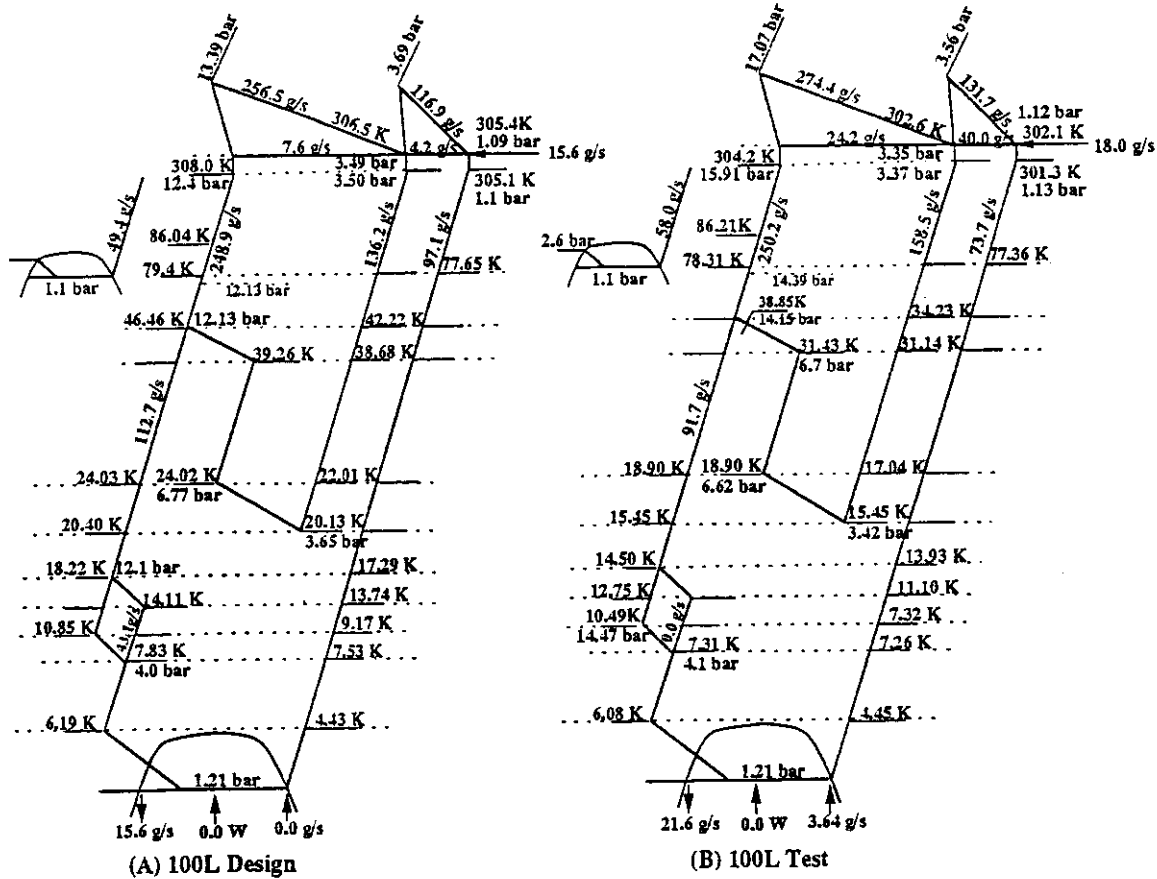 13.39 bar
3.69 bar
256.5 g/s
116.9 g/s
306.5 K
305.4K
1.09 bar
7.6 g/s
4.2 g/s
15.6 g/s
308.0 K
12.4 bar
3.49 bar
3.50 bar
305.1 K
1.1 bar
49.4 g/s
86.04 K
248.9 g/s
136.2 g/s
97.1 g/s
79.4 K
77.65 K
1.1 bar
12.13 bar
46.46 K
12.13 bar
42.22 K
39.26 K
38.68 K
112.7 g/s
24.03 K
24.02 K
22.01 K
6.77 bar
20.40 K
20.13 K
3.65 bar
18.22 K
12.1 bar
17.29 K
14.11 K
13.74 K
10.85 K
9.17 K
7.83 K
7.53 K
4.0 bar
6.19 K
4.43 K
1.21 bar
15.6 g/s
0.0 W
0.0 g/s
(A) 100L Design
17.07 bar
3.56 bar
274.4 g/s
131.7 g/s
1.12 bar
302.6 K
302.1 K
24.2 g/s
40.0 g/s
18.0 g/s
304.2 K
15.91 bar
3.35 bar
3.37 bar
301.3 K
1.13 bar
58.0 g/s
2.6 bar
86.21 K
250.2 g/s
158.5 g/s
73.7 g/s
78.31 K
77.36 K
1.1 bar
14.39 bar
38.85 K
14.15 bar
34.23 K
31.43 K
31.14 K
6.7 bar
91.7 g/s
18.90 K
18.90 K
17.04 K
6.62 bar
15.45 K
15.45 K
3.42 bar
14.50 K
13.93 K
12.75 K
11.10 K
10.49K
0.0 g/s
7.32 K
14.47 bar
7.31 K
7.26 K
4.1 bar
6.08 K
4.45 K
1.21 bar
21.6 g/s
0.0 W
3.64 g/s
(B) 100L Test